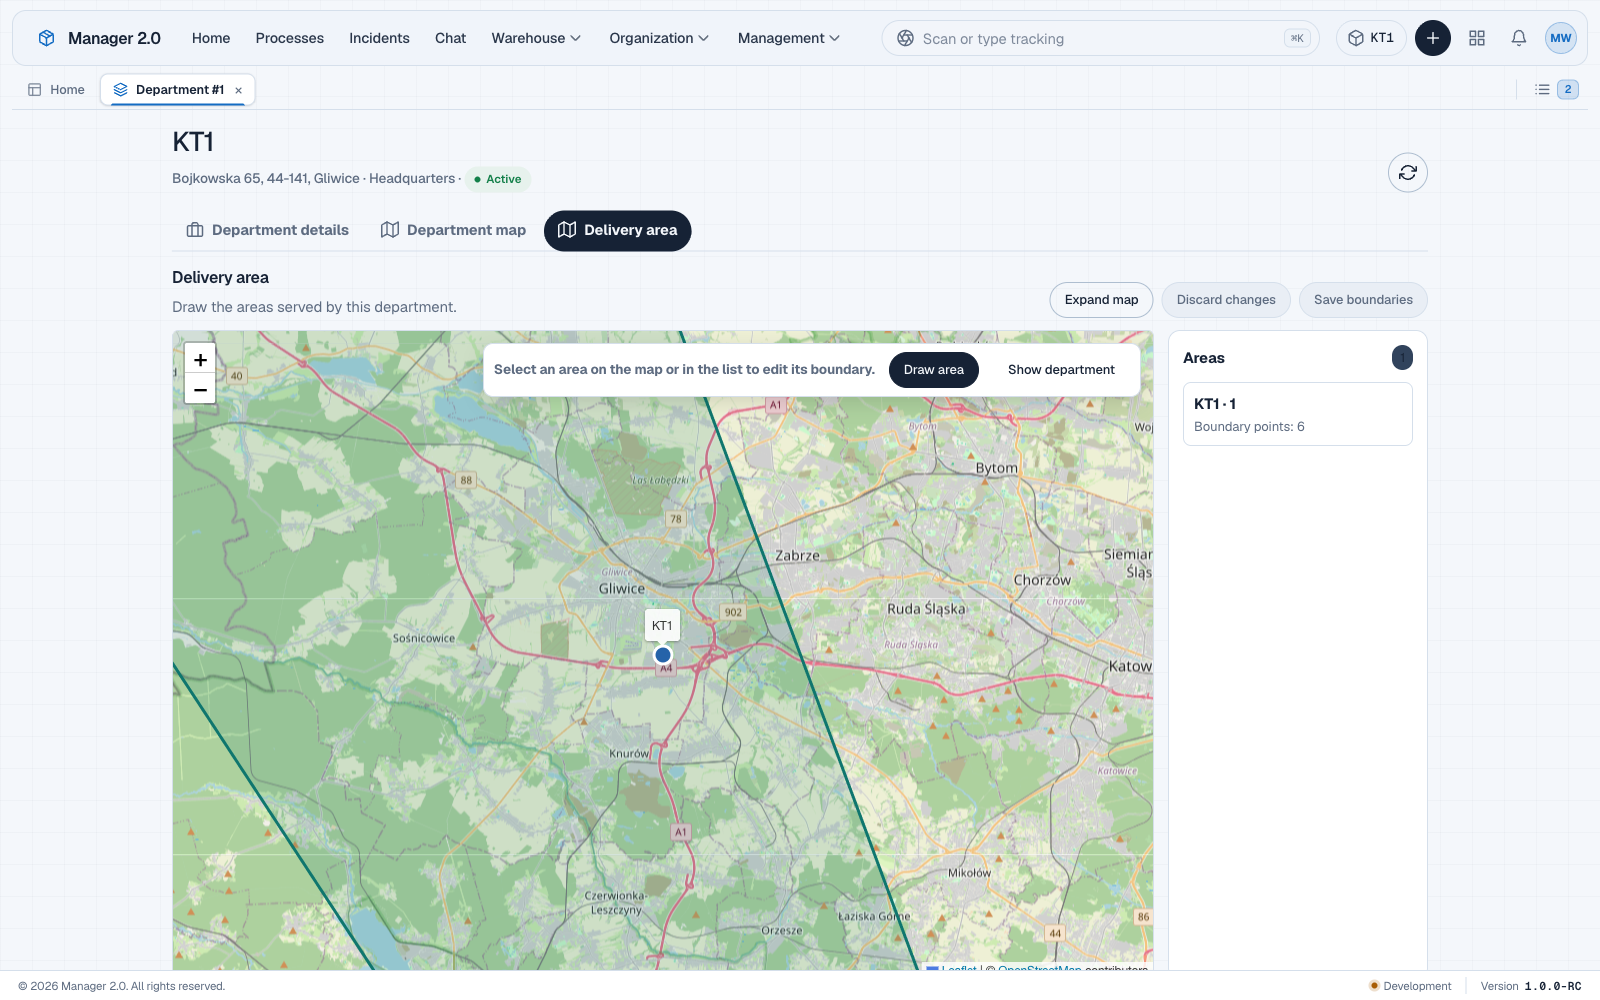 Manager 2.0
Home
Processes
Incidents
Chat
Warehouse
Organization
Management
Scan or type tracking
⌘K
KT1
MW
Home
Department #1
×
2
KT1
Bojkowska 65, 44-141, Gliwice · Headquarters ·
Active
Department details
Department map
Delivery area
Delivery area
Draw the areas served by this department.
Expand map
Discard changes
Save boundaries
+
−
Select an area on the map or in the list to edit its boundary.
Draw area
Show department
Areas
1
KT1 · 1
Boundary points: 6
40
A1
Bytom
Bytom
88
Las Łabędzki
78
Zabrze
Chorzów
Chorzów
Gliwice
Gliwice
902
Ruda Śląska
Ruda Śląska
KT1
Sośnicowice
A4
Katow
Knurów
Katowice
A1
Mikołów
Czerwionka-
Leszczyny
Łaziska Górne
Orzesze
44
86
Leaflet | © OpenStreetMap contributors
© 2026 Manager 2.0. All rights reserved.
Development
Version 1.0.0-RC